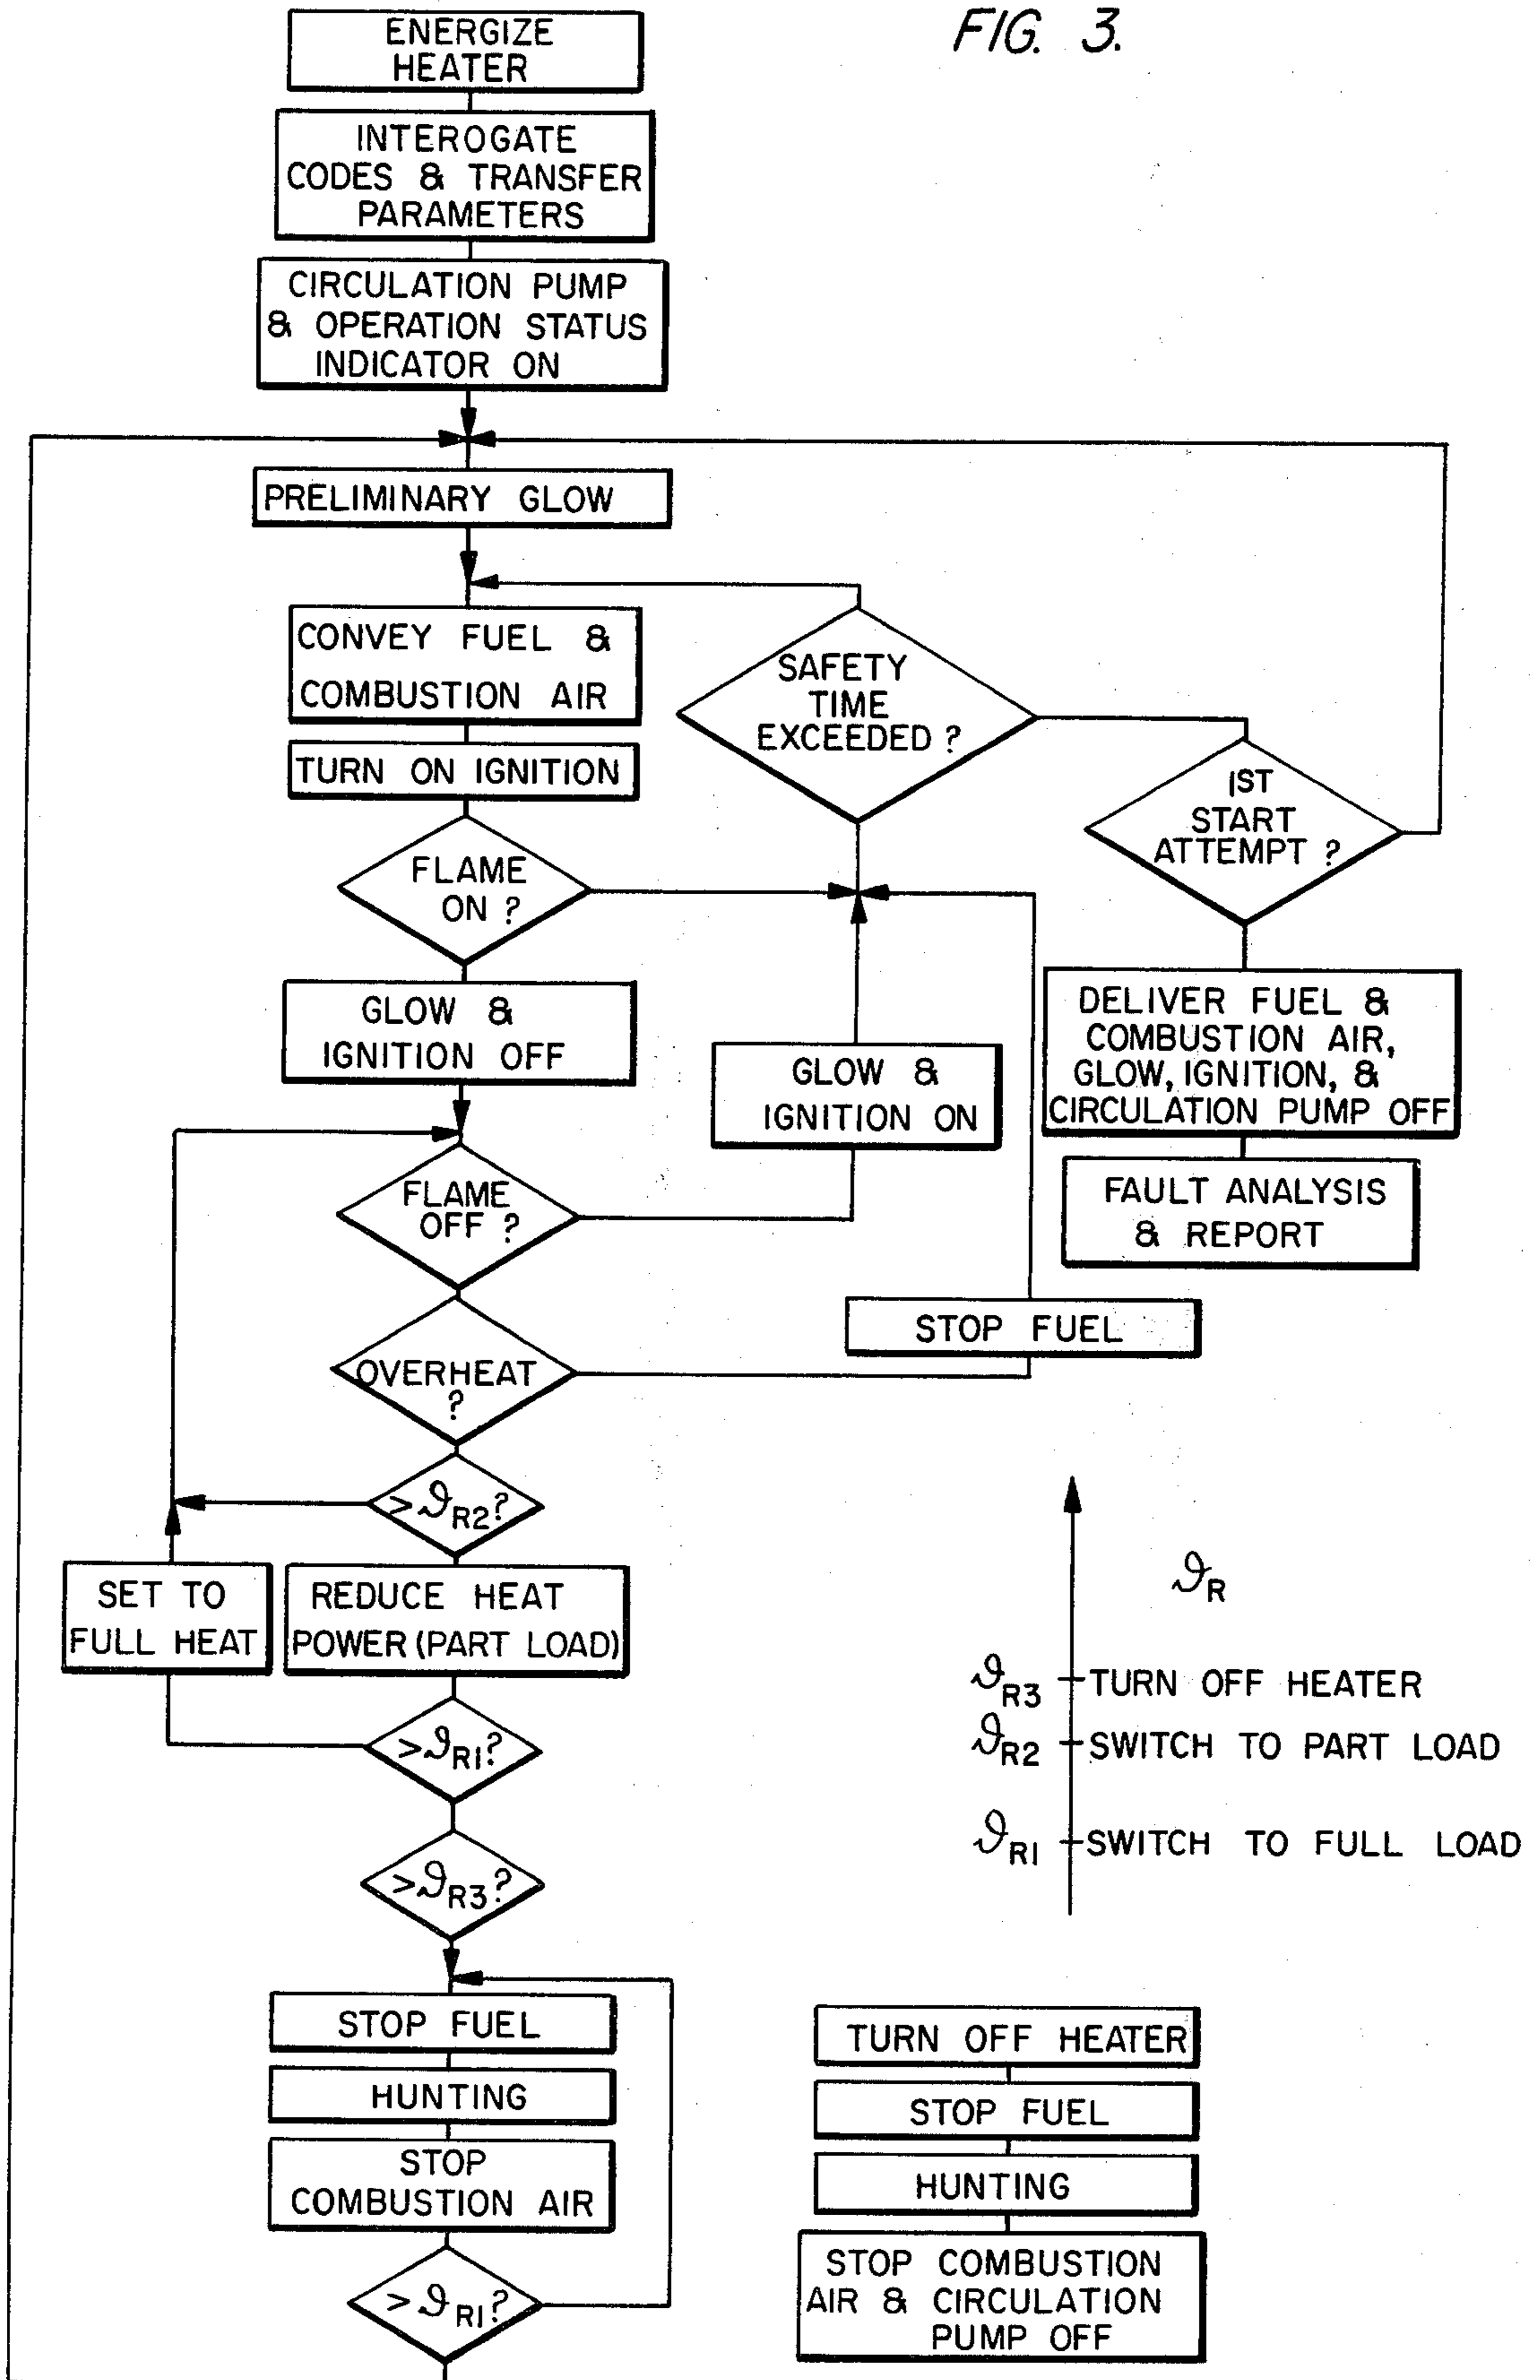 FIG. 3.
ENERGIZE
HEATER
INTEROGATE
CODES & TRANSFER
PARAMETERS
CIRCULATION PUMP
& OPERATION STATUS
INDICATOR ON
PRELIMINARY GLOW
CONVEY FUEL &
COMBUSTION AIR
TURN ON IGNITION
FLAME
ON ?
SAFETY
TIME
EXCEEDED ?
1ST
START
ATTEMPT ?
GLOW &
IGNITION OFF
GLOW &
IGNITION ON
DELIVER FUEL &
COMBUSTION AIR,
GLOW, IGNITION, &
CIRCULATION PUMP OFF
FAULT ANALYSIS
& REPORT
FLAME
OFF ?
STOP FUEL
OVERHEAT
?
>ϑR2?
SET TO
FULL HEAT
REDUCE HEAT
POWER (PART LOAD)
>ϑR1?
>ϑR3?
ϑR
ϑR3 TURN OFF HEATER
ϑR2 SWITCH TO PART LOAD
ϑR1 SWITCH TO FULL LOAD
STOP FUEL
HUNTING
STOP
COMBUSTION AIR
>ϑR1?
TURN OFF HEATER
STOP FUEL
HUNTING
STOP COMBUSTION
AIR & CIRCULATION
PUMP OFF